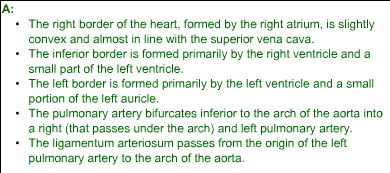 A:
• The right border of the heart, formed by the right atrium, is slightly
convex and almost in line with the superior vena cava.
• The inferior border is formed primarily by the right ventricle and a
small part of the left ventricle.
• The left border is formed primarily by the left ventricle and a small
portion of the left auricle.
• The pulmonary artery bifurcates inferior to the arch of the aorta into
a right (that passes under the arch) and left pulmonary artery.
• The ligamentum arteriosum passes from the origin of the left
pulmonary artery to the arch of the aorta.